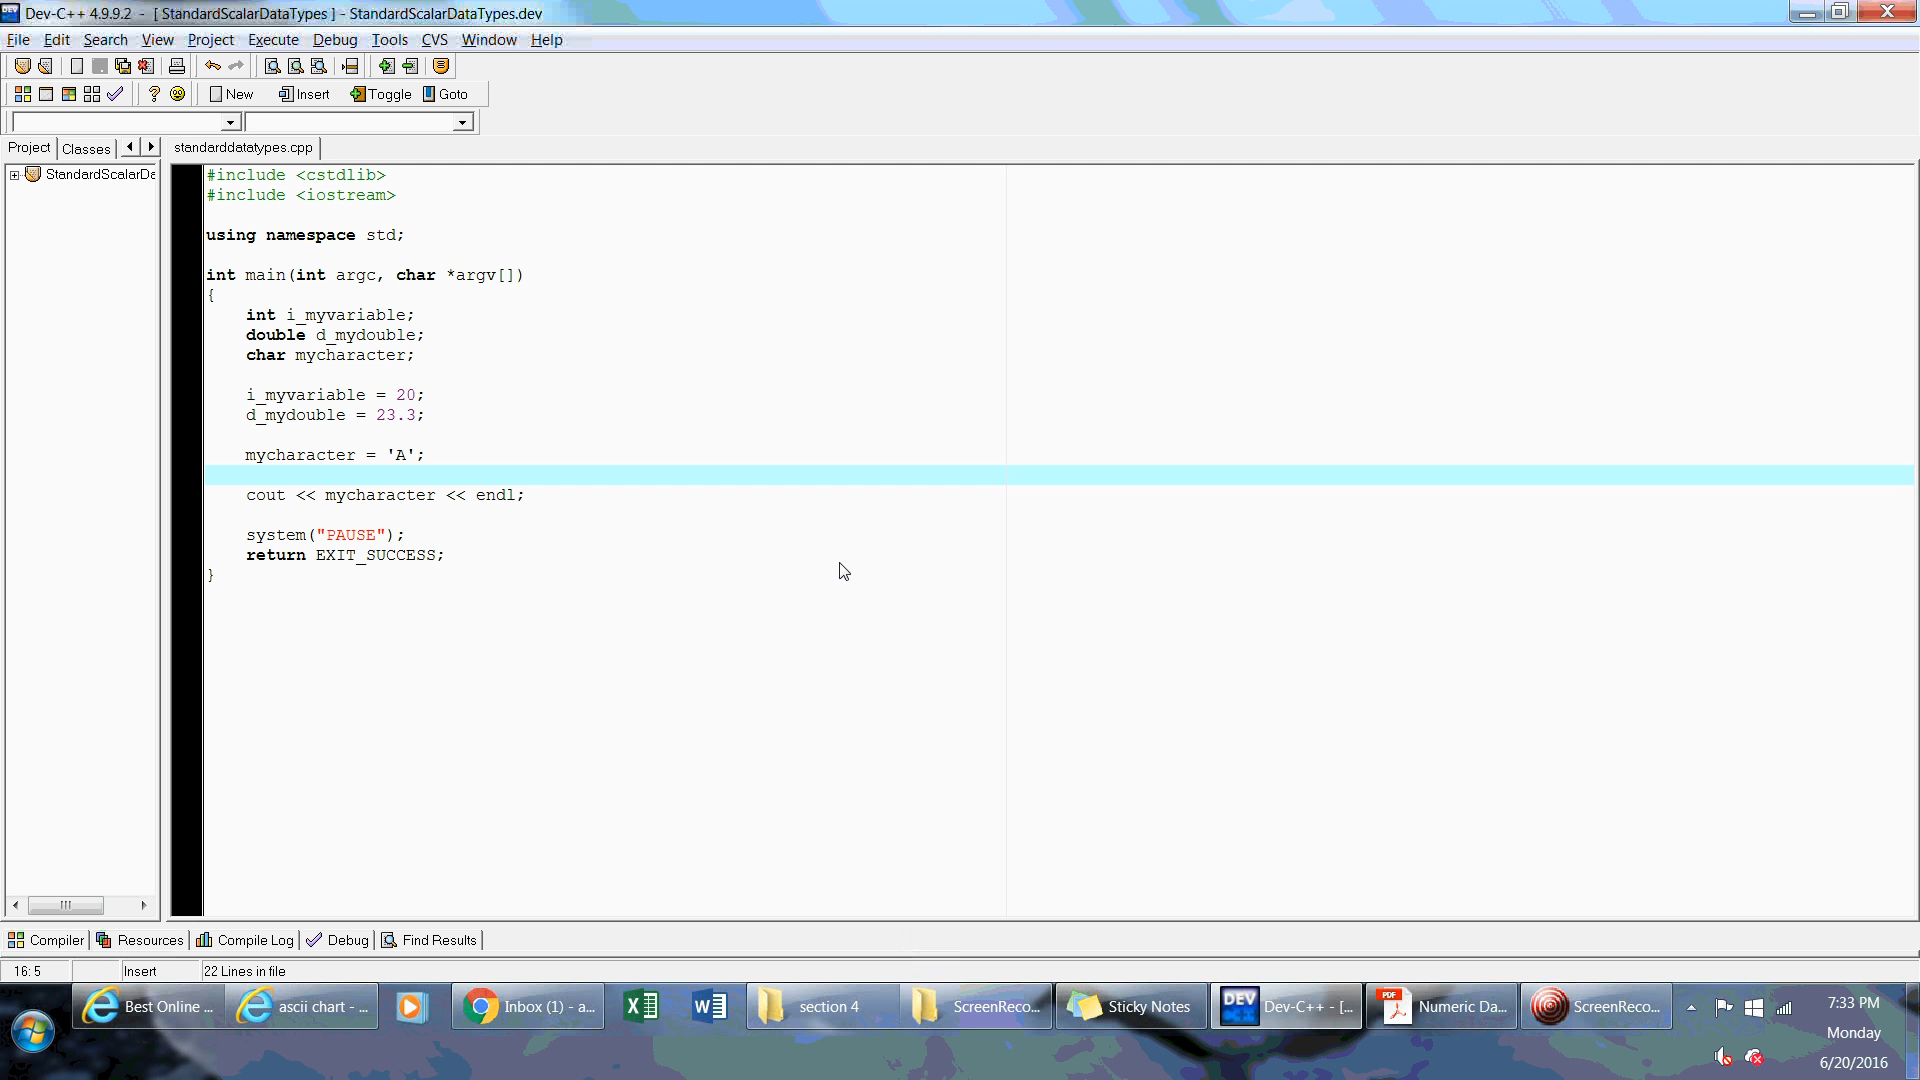 Dev-C++ 4.9.9.2 - [ StandardScalarDataTypes ] - StandardScalarDataTypes.dev
File Edit Search View Project Execute Debug Tools CVS Window Help
New Insert Toggle Goto
Project Classes standarddatatypes.cpp
StandardScalarDa
#include <cstdlib>
#include <iostream>
using namespace std;
int main(int argc, char *argv[])
{
int i_myvariable;
double d_mydouble;
char mycharacter;
i_myvariable = 20;
d_mydouble = 23.3;
mycharacter = 'A';
cout << mycharacter << endl;
system("PAUSE");
return EXIT_SUCCESS;
}
Compiler Resources Compile Log Debug Find Results
16: 5 Insert 22 Lines in file
Best Online ... ascii chart - ... Inbox (1) - a... section 4 ScreenReco... Sticky Notes DEV Dev-C++ - [... PDF Numeric Da... ScreenReco...
7:33 PM
Monday
6/20/2016